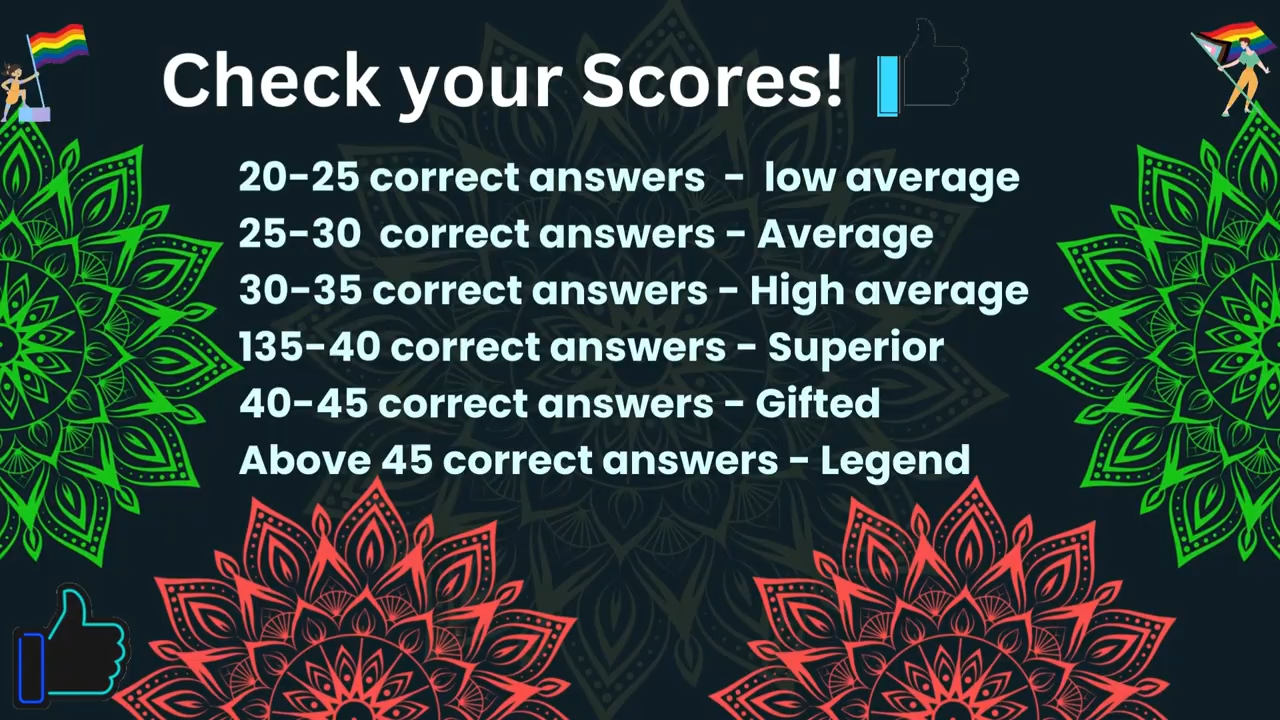 Check your Scores!
20-25 correct answers - low average
25-30 correct answers - Average
30-35 correct answers - High average
135-40 correct answers - Superior
40-45 correct answers - Gifted
Above 45 correct answers - Legend